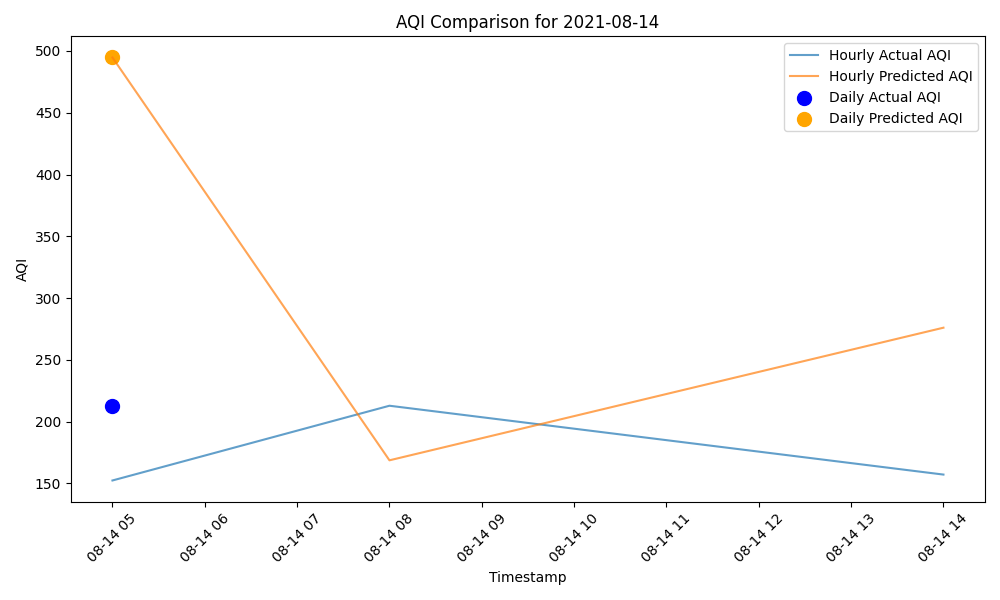 AQI Comparison for 2021-08-14
Hourly Actual AQI
Hourly Predicted AQI
Daily Actual AQI
Daily Predicted AQI
AQI
500
450
400
350
300
250
200
150
08-14 05
08-14 06
08-14 07
08-14 08
08-14 09
08-14 10
08-14 11
08-14 12
08-14 13
08-14 14
Timestamp